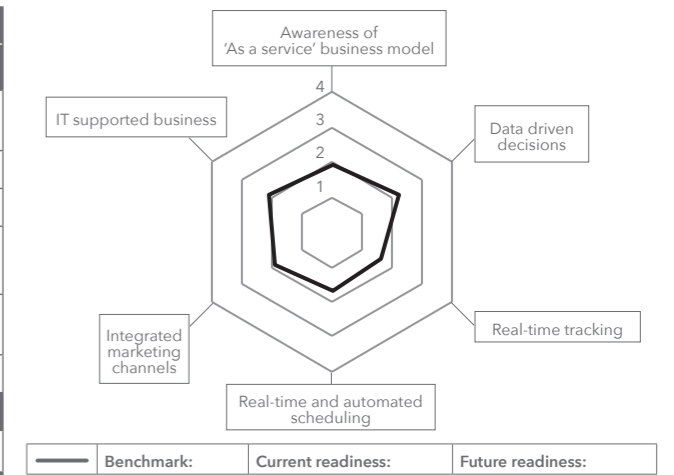 Awareness of
'As a service' business model
4
IT supported business
3
Data driven
decisions
2
1
Integrated
marketing
channels
Real-time tracking
Real-time and automated
scheduling
Benchmark: Current readiness: Future readiness: